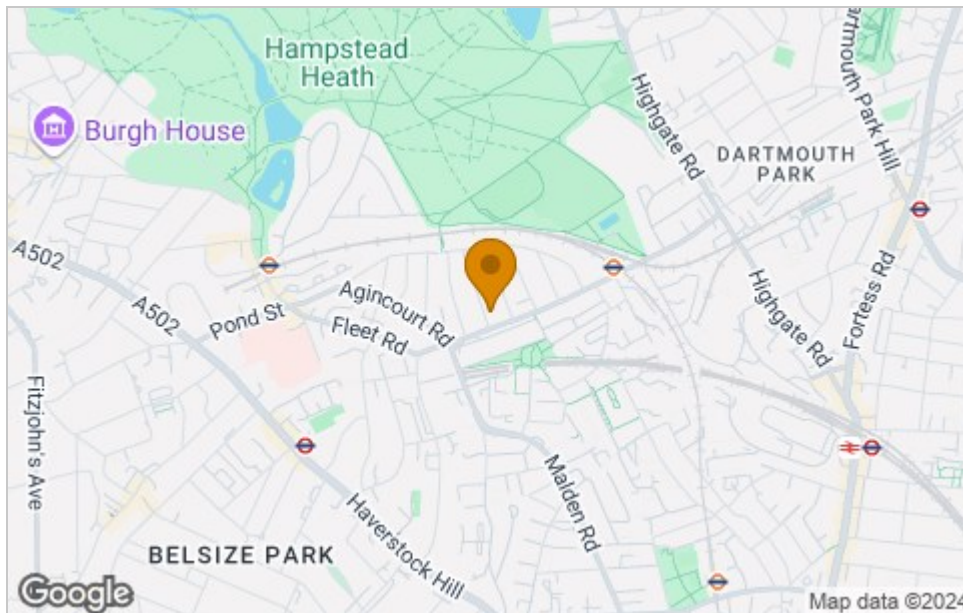 Hampstead
Heath
Burgh House
Highgate Rd
artmouth Park Hill
DARTMOUTH
PARK
A502
A502
Pond St
Agincourt Rd
Fleet Rd
Highgate Rd
Fortess Rd
Fitzjohn's Ave
Malden Rd
BELSIZE PARK
Haverstock Hill
Google
Map data ©2024